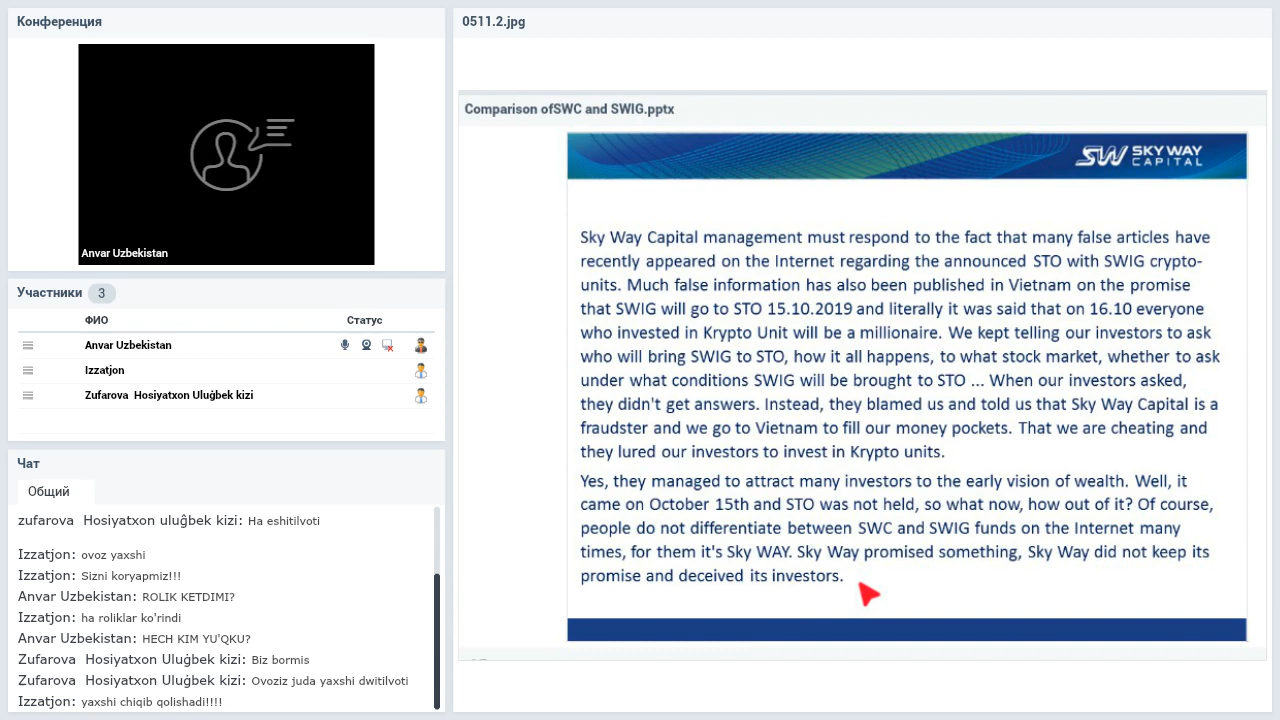 Конференция
Anvar Uzbekistan
Участники 3
ФИО Статус
Anvar Uzbekistan
Izzatjon
Zufarova Hosiyatxon Uluġbek kizi
Чат
Общий
zufarova Hosiyatxon uluĝbek kizi: Ha eshitilvoti
Izzatjon: ovoz yaxshi
Izzatjon: Sizni koryapmiz!!!
Anvar Uzbekistan: ROLIK KETDIMI?
Izzatjon: ha roliklar ko'rindi
Anvar Uzbekistan: HECH KIM YU'QKU?
Zufarova Hosiyatxon Uluġbek kizi: Biz bormis
Zufarova Hosiyatxon Uluġbek kizi: Ovoziz juda yaxshi dwitilvoti
Izzatjon: yaxshi chiqib qolishadi!!!!
0511.2.jpg
Comparison ofSWC and SWIG.pptx
SW SKY WAY
CAPITAL
Sky Way Capital management must respond to the fact that many false articles have
recently appeared on the Internet regarding the announced STO with SWIG crypto-
units. Much false information has also been published in Vietnam on the promise
that SWIG will go to STO 15.10.2019 and literally it was said that on 16.10 everyone
who invested in Krypto Unit will be a millionaire. We kept telling our investors to ask
who will bring SWIG to STO, how it all happens, to what stock market, whether to ask
under what conditions SWIG will be brought to STO ... When our investors asked,
they didn't get answers. Instead, they blamed us and told us that Sky Way Capital is a
fraudster and we go to Vietnam to fill our money pockets. That we are cheating and
they lured our investors to invest in Krypto units.
Yes, they managed to attract many investors to the early vision of wealth. Well, it
came on October 15th and STO was not held, so what now, how out of it? Of course,
people do not differentiate between SWC and SWIG funds on the Internet many
times, for them it's Sky WAY. Sky Way promised something, Sky Way did not keep its
promise and deceived its investors.